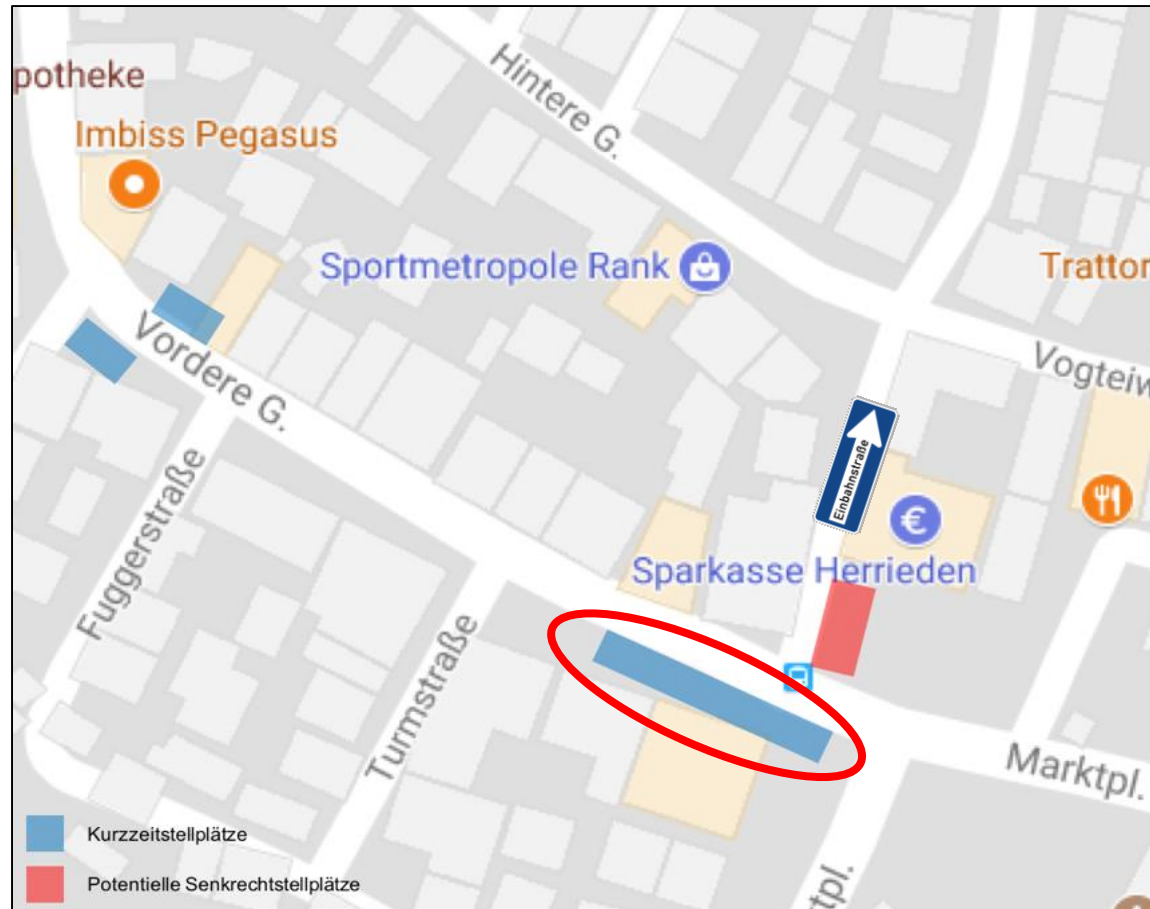 potheke
Imbiss Pegasus
Hintere G.
Sportmetropole Rank
Trattor
Vordere G.
Vogteiw
Einbahnstraße
€
Fuggerstraße
Sparkasse Herrieden
Turmstraße
Marktpl.
tpl.
Kurzzeitstellplätze
Potentielle Senkrechtstellplätze